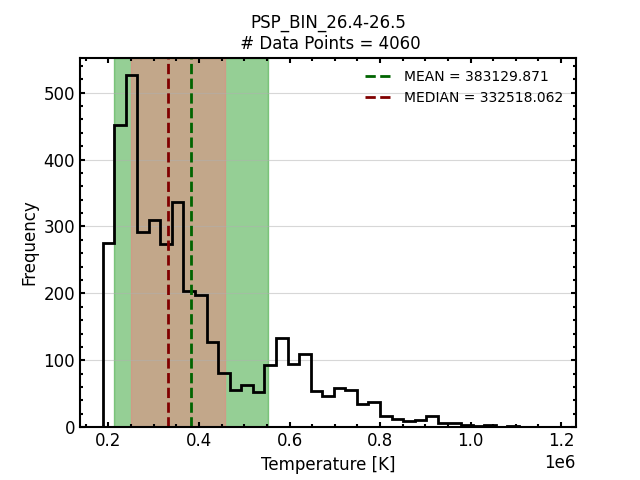 PSP_BIN_26.4-26.5
# Data Points = 4060
MEAN = 383129.871
MEDIAN = 332518.062
Frequency
500
400
300
200
100
0
0.2 0.4 0.6 0.8 1.0 1.2
1e6
Temperature [K]